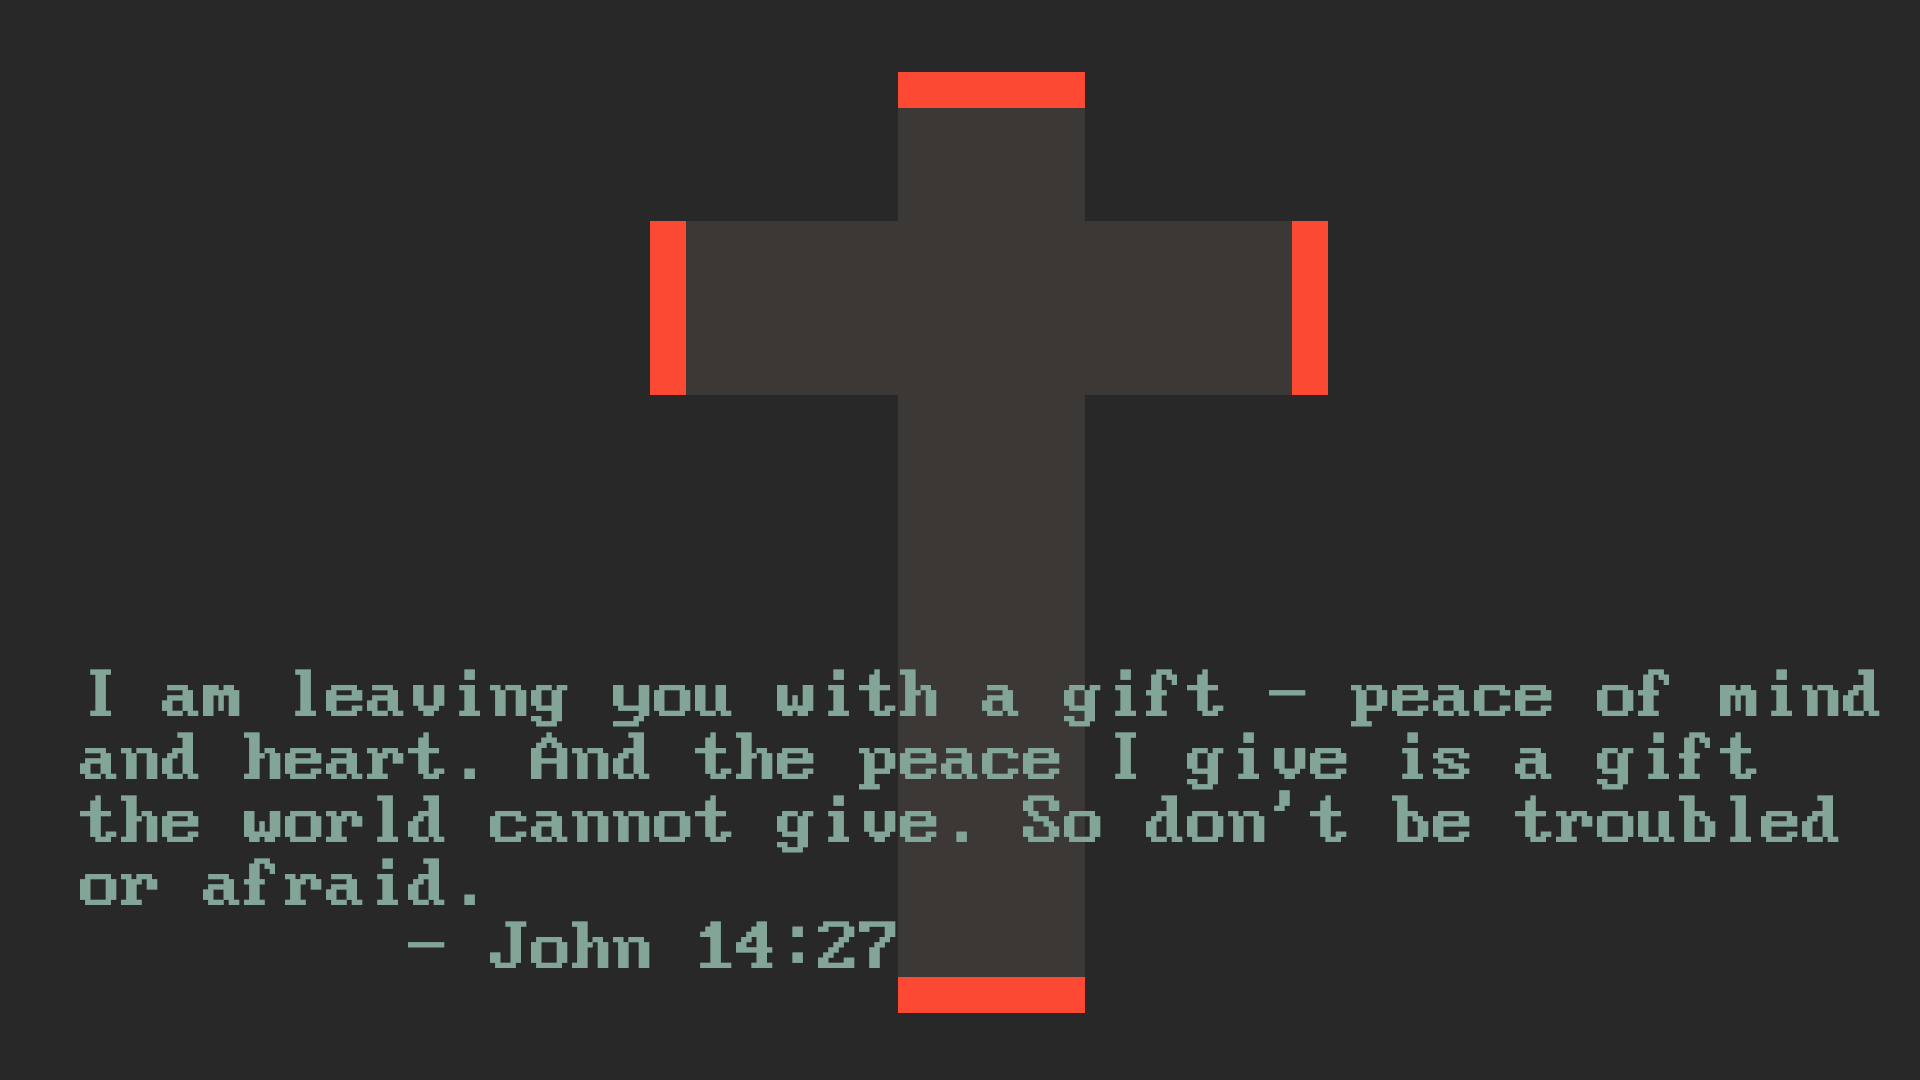 I am leaving you with a gift — peace of mind
and heart. And the peace I give is a gift
the world cannot give. So don't be troubled
or afraid.
— John 14:27